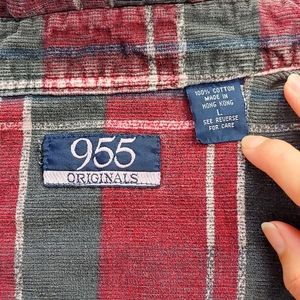 955
ORIGINALS
100% COTTON
MADE IN
HONG KONG
L
SEE REVERSE
FOR CARE